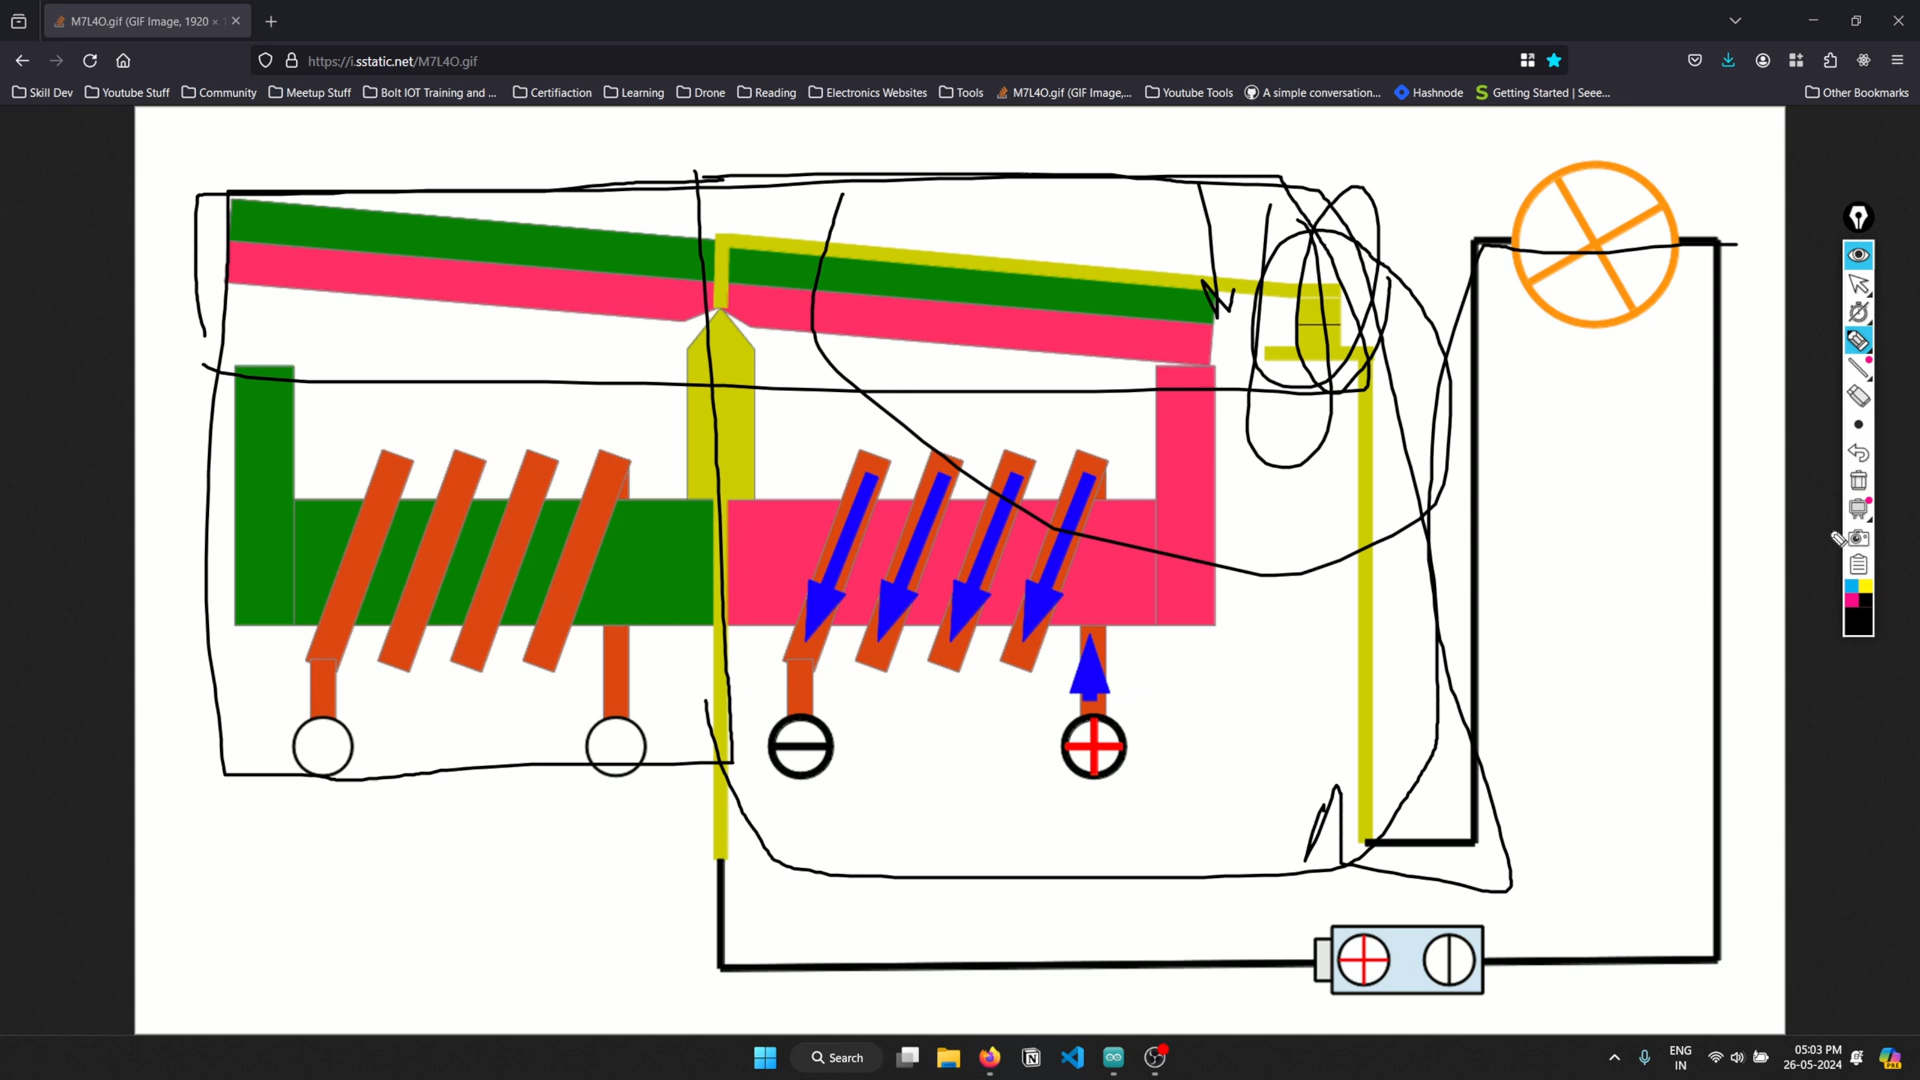 M7L4O.gif (GIF Image, 1920 × 1
https://i.sstatic.net/M7L4O.gif
Skill Dev Youtube Stuff Community Meetup Stuff Bolt IOT Training and ... Certifiaction Learning Drone Reading Electronics Websites Tools M7L4O.gif (GIF Image,... Youtube Tools A simple conversation... Hashnode Getting Started | Seee... Other Bookmarks
Search
ENG
IN
05:03 PM
26-05-2024
PRE